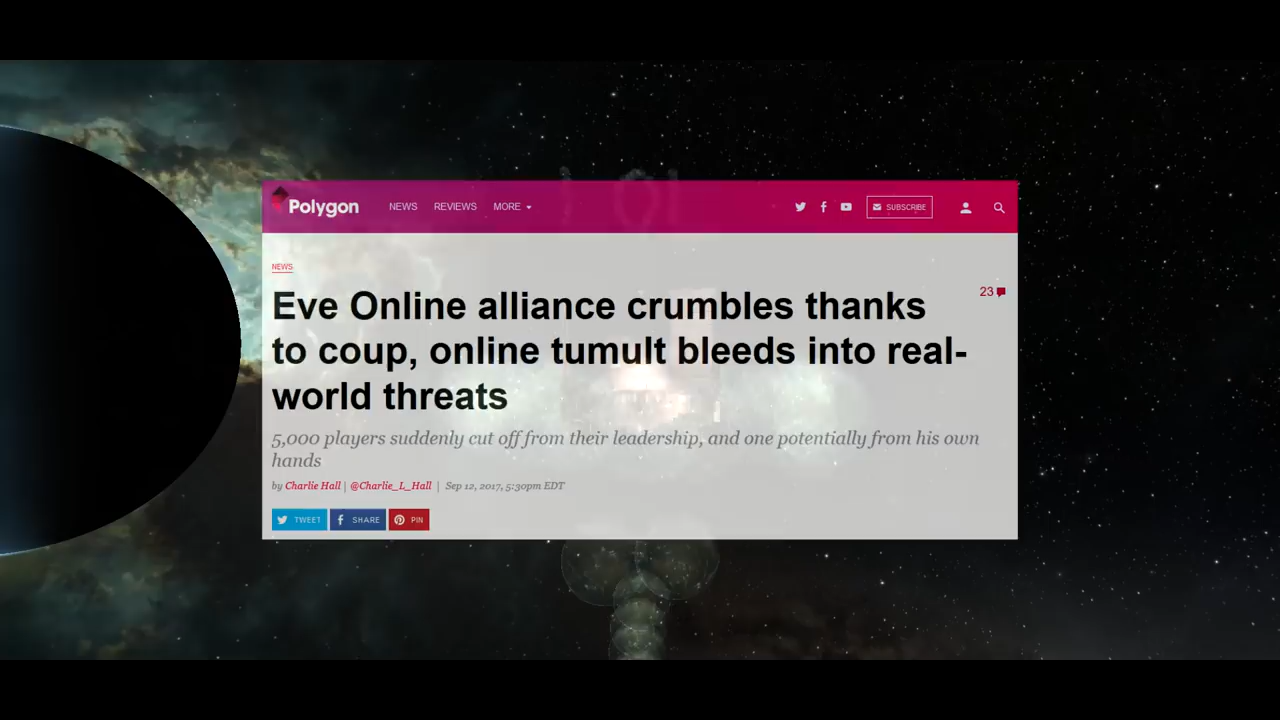 Polygon NEWS REVIEWS MORE SUBSCRIBE
NEWS
23
Eve Online alliance crumbles thanks
to coup, online tumult bleeds into real-
world threats
5,000 players suddenly cut off from their leadership, and one potentially from his own
hands
by Charlie Hall | @Charlie_L_Hall | Sep 12, 2017, 5:30pm EDT
TWEET SHARE PIN